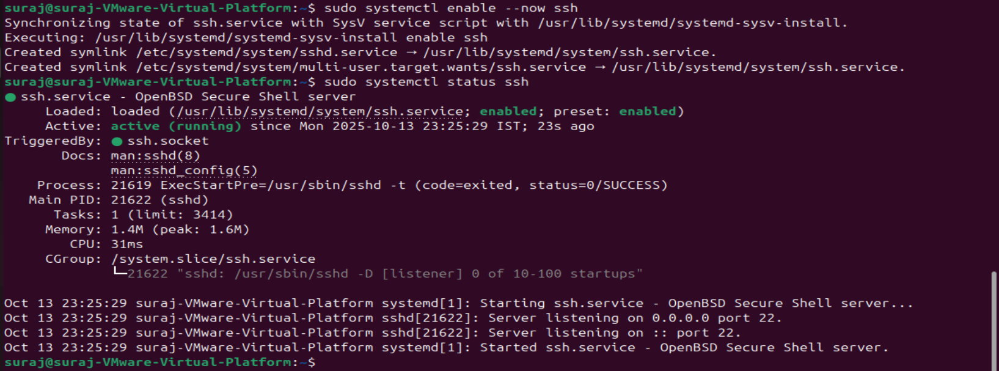 suraj@suraj-VMware-Virtual-Platform:~$ sudo systemctl enable --now ssh
Synchronizing state of ssh.service with SysV service script with /usr/lib/systemd/systemd-sysv-install.
Executing: /usr/lib/systemd/systemd-sysv-install enable ssh
Created symlink /etc/systemd/system/sshd.service → /usr/lib/systemd/system/ssh.service.
Created symlink /etc/systemd/system/multi-user.target.wants/ssh.service → /usr/lib/systemd/system/ssh.service.
suraj@suraj-VMware-Virtual-Platform:~$ sudo systemctl status ssh
● ssh.service - OpenBSD Secure Shell server
     Loaded: loaded (/usr/lib/systemd/system/ssh.service; enabled; preset: enabled)
     Active: active (running) since Mon 2025-10-13 23:25:29 IST; 23s ago
TriggeredBy: ● ssh.socket
       Docs: man:sshd(8)
             man:sshd_config(5)
    Process: 21619 ExecStartPre=/usr/sbin/sshd -t (code=exited, status=0/SUCCESS)
   Main PID: 21622 (sshd)
      Tasks: 1 (limit: 3414)
     Memory: 1.4M (peak: 1.6M)
        CPU: 31ms
     CGroup: /system.slice/ssh.service
             └─21622 "sshd: /usr/sbin/sshd -D [listener] 0 of 10-100 startups"

Oct 13 23:25:29 suraj-VMware-Virtual-Platform systemd[1]: Starting ssh.service - OpenBSD Secure Shell server...
Oct 13 23:25:29 suraj-VMware-Virtual-Platform sshd[21622]: Server listening on 0.0.0.0 port 22.
Oct 13 23:25:29 suraj-VMware-Virtual-Platform sshd[21622]: Server listening on :: port 22.
Oct 13 23:25:29 suraj-VMware-Virtual-Platform systemd[1]: Started ssh.service - OpenBSD Secure Shell server.
suraj@suraj-VMware-Virtual-Platform:~$